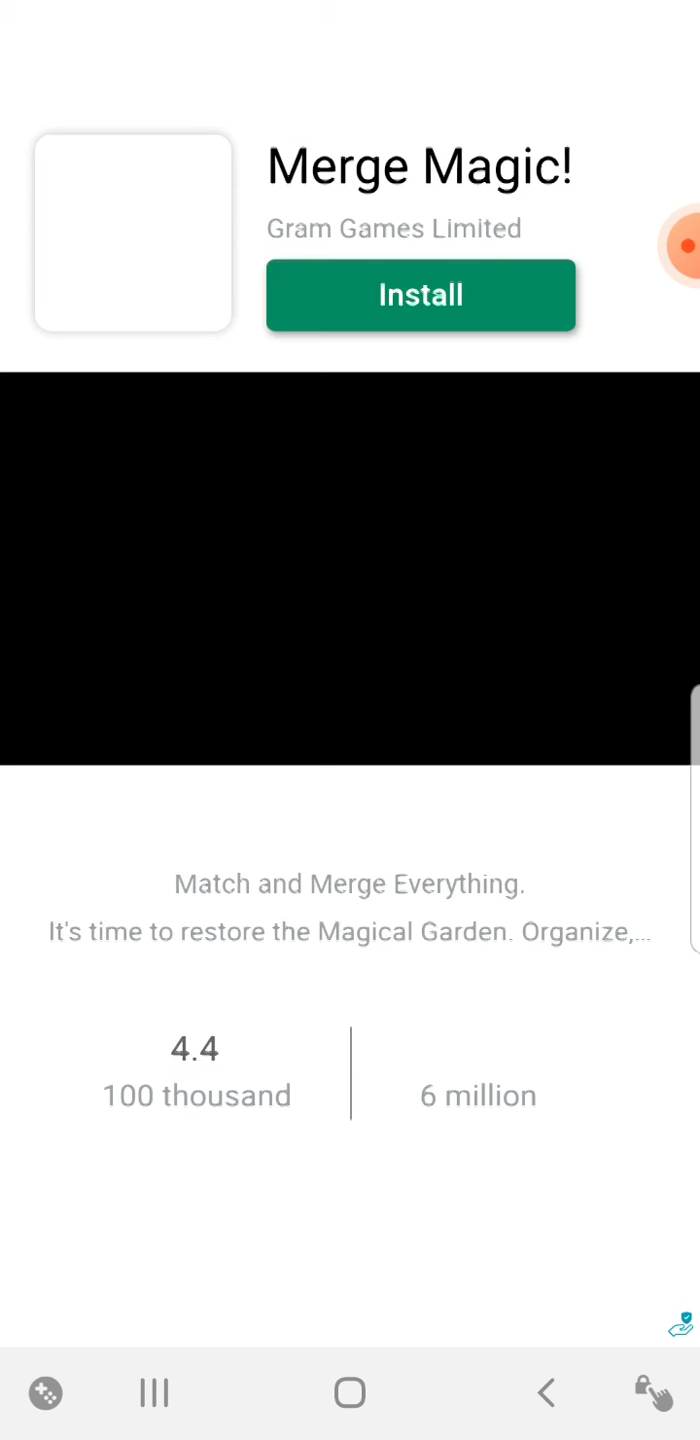 Merge Magic!
Gram Games Limited
Install
Match and Merge Everything.
It's time to restore the Magical Garden. Organize,...
4.4
100 thousand
6 million